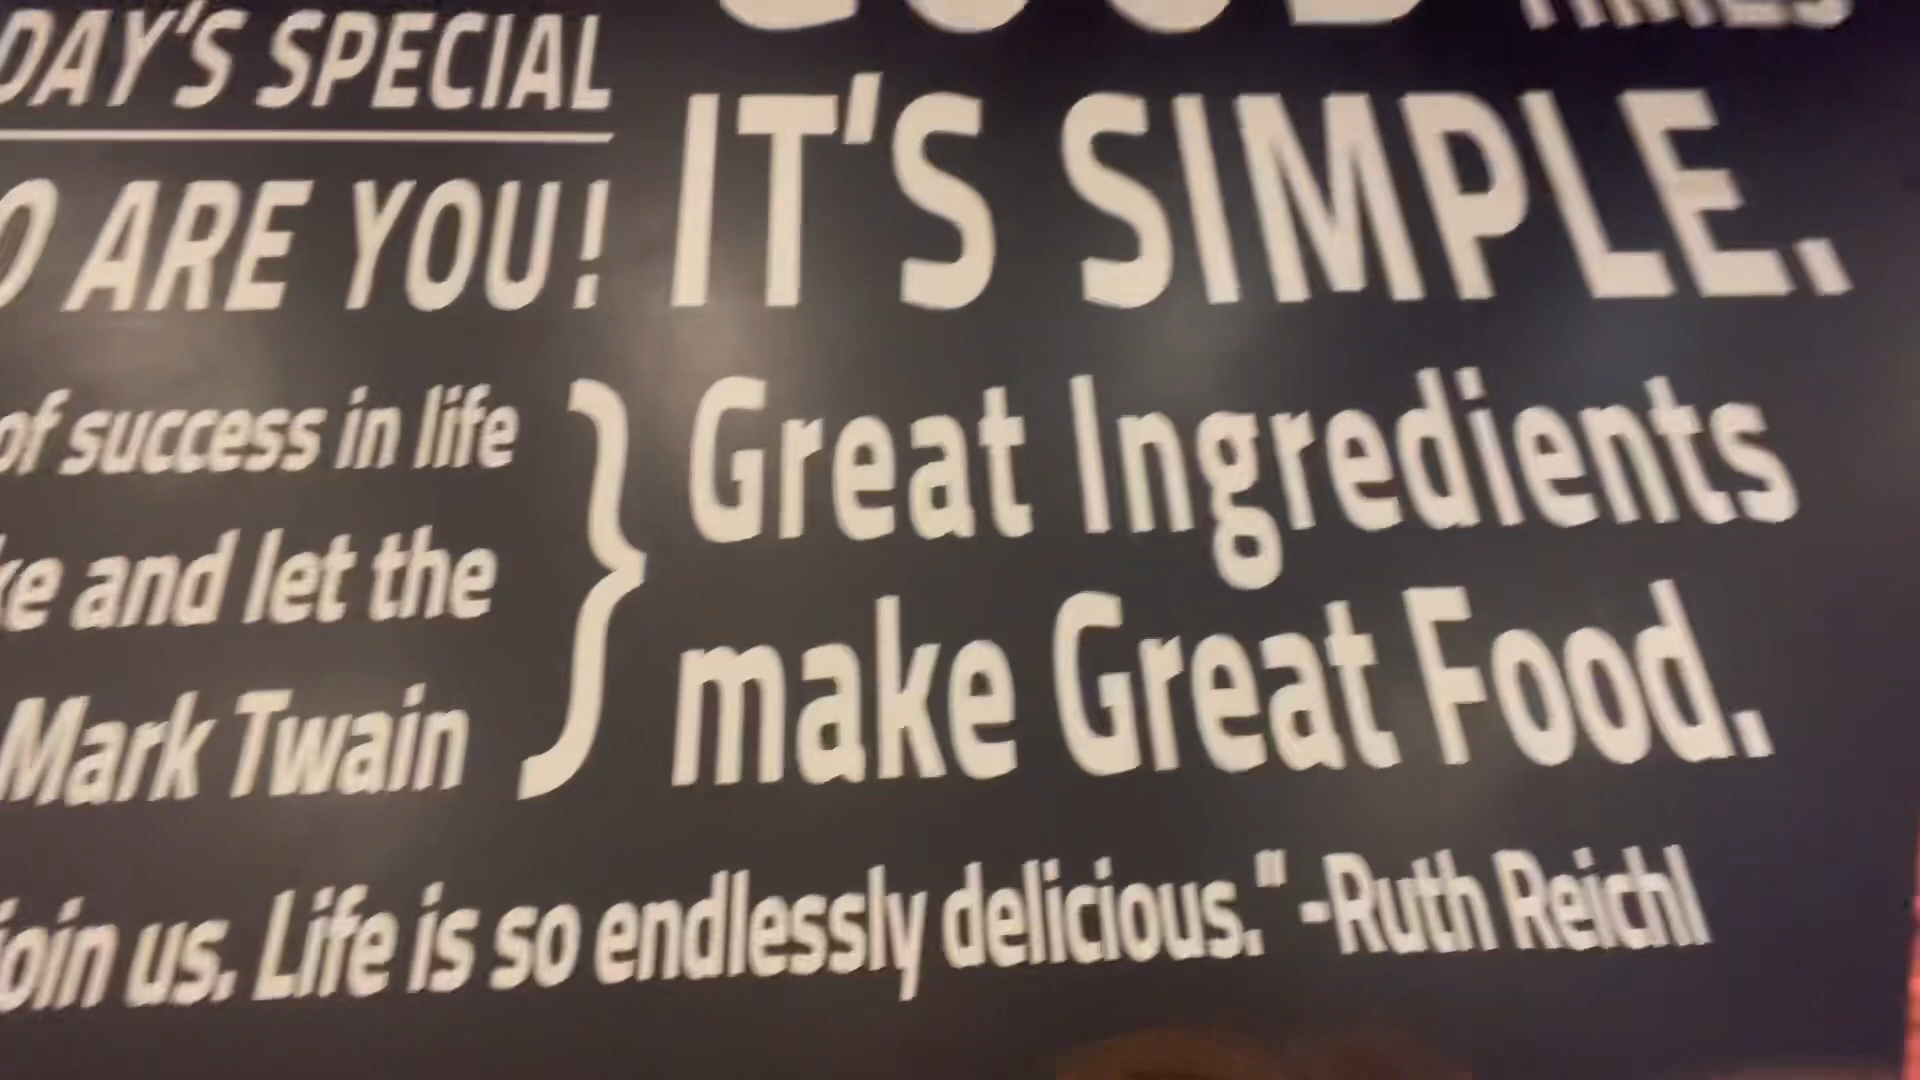 DAY'S SPECIAL
O ARE YOU!
of success in life
ke and let the
Mark Twain
IT'S SIMPLE.
Great Ingredients
make Great Food.
join us. Life is so endlessly delicious." -Ruth Reichl